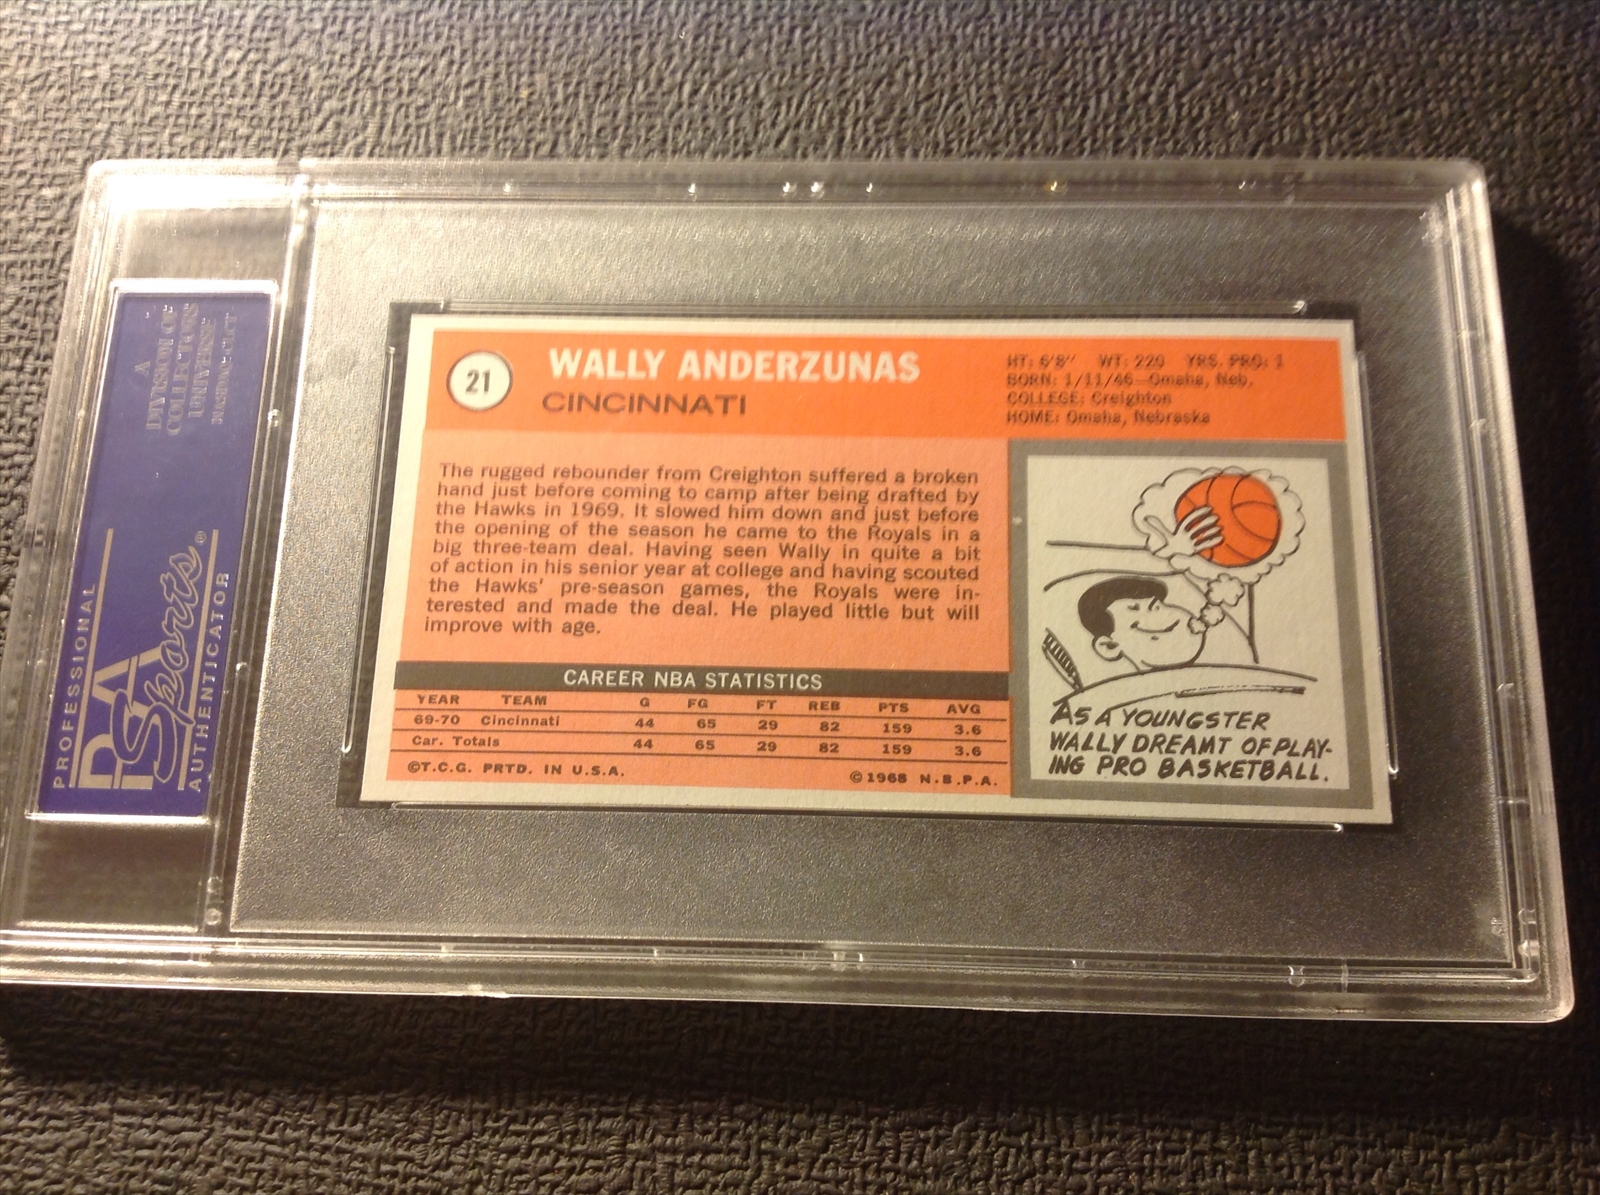 A
DIVISION OF
COLLECTORS
UNIVERSE
NASDAQ: CLCT
PROFESSIONAL
PSA
Sports®
AUTHENTICATOR
21
WALLY ANDERZUNAS
CINCINNATI
HT: 6'8" WT: 220 YRS. PRO: 1
BORN: 1/11/46—Omaha, Neb.
COLLEGE: Creighton
HOME: Omaha, Nebraska
The rugged rebounder from Creighton suffered a broken
hand just before coming to camp after being drafted by
the Hawks in 1969. It slowed him down and just before
the opening of the season he came to the Royals in a
big three-team deal. Having seen Wally in quite a bit
of action in his senior year at college and having scouted
the Hawks' pre-season games, the Royals were in-
terested and made the deal. He played little but will
improve with age.
CAREER NBA STATISTICS
YEAR TEAM G FG FT REB PTS AVG
69-70 Cincinnati 44 65 29 82 159 3.6
Car. Totals 44 65 29 82 159 3.6
©T.C.G. PRTD. IN U.S.A. ©1968 N.B.P.A.
AS A YOUNGSTER
WALLY DREAMT OF PLAY-
ING PRO BASKETBALL.